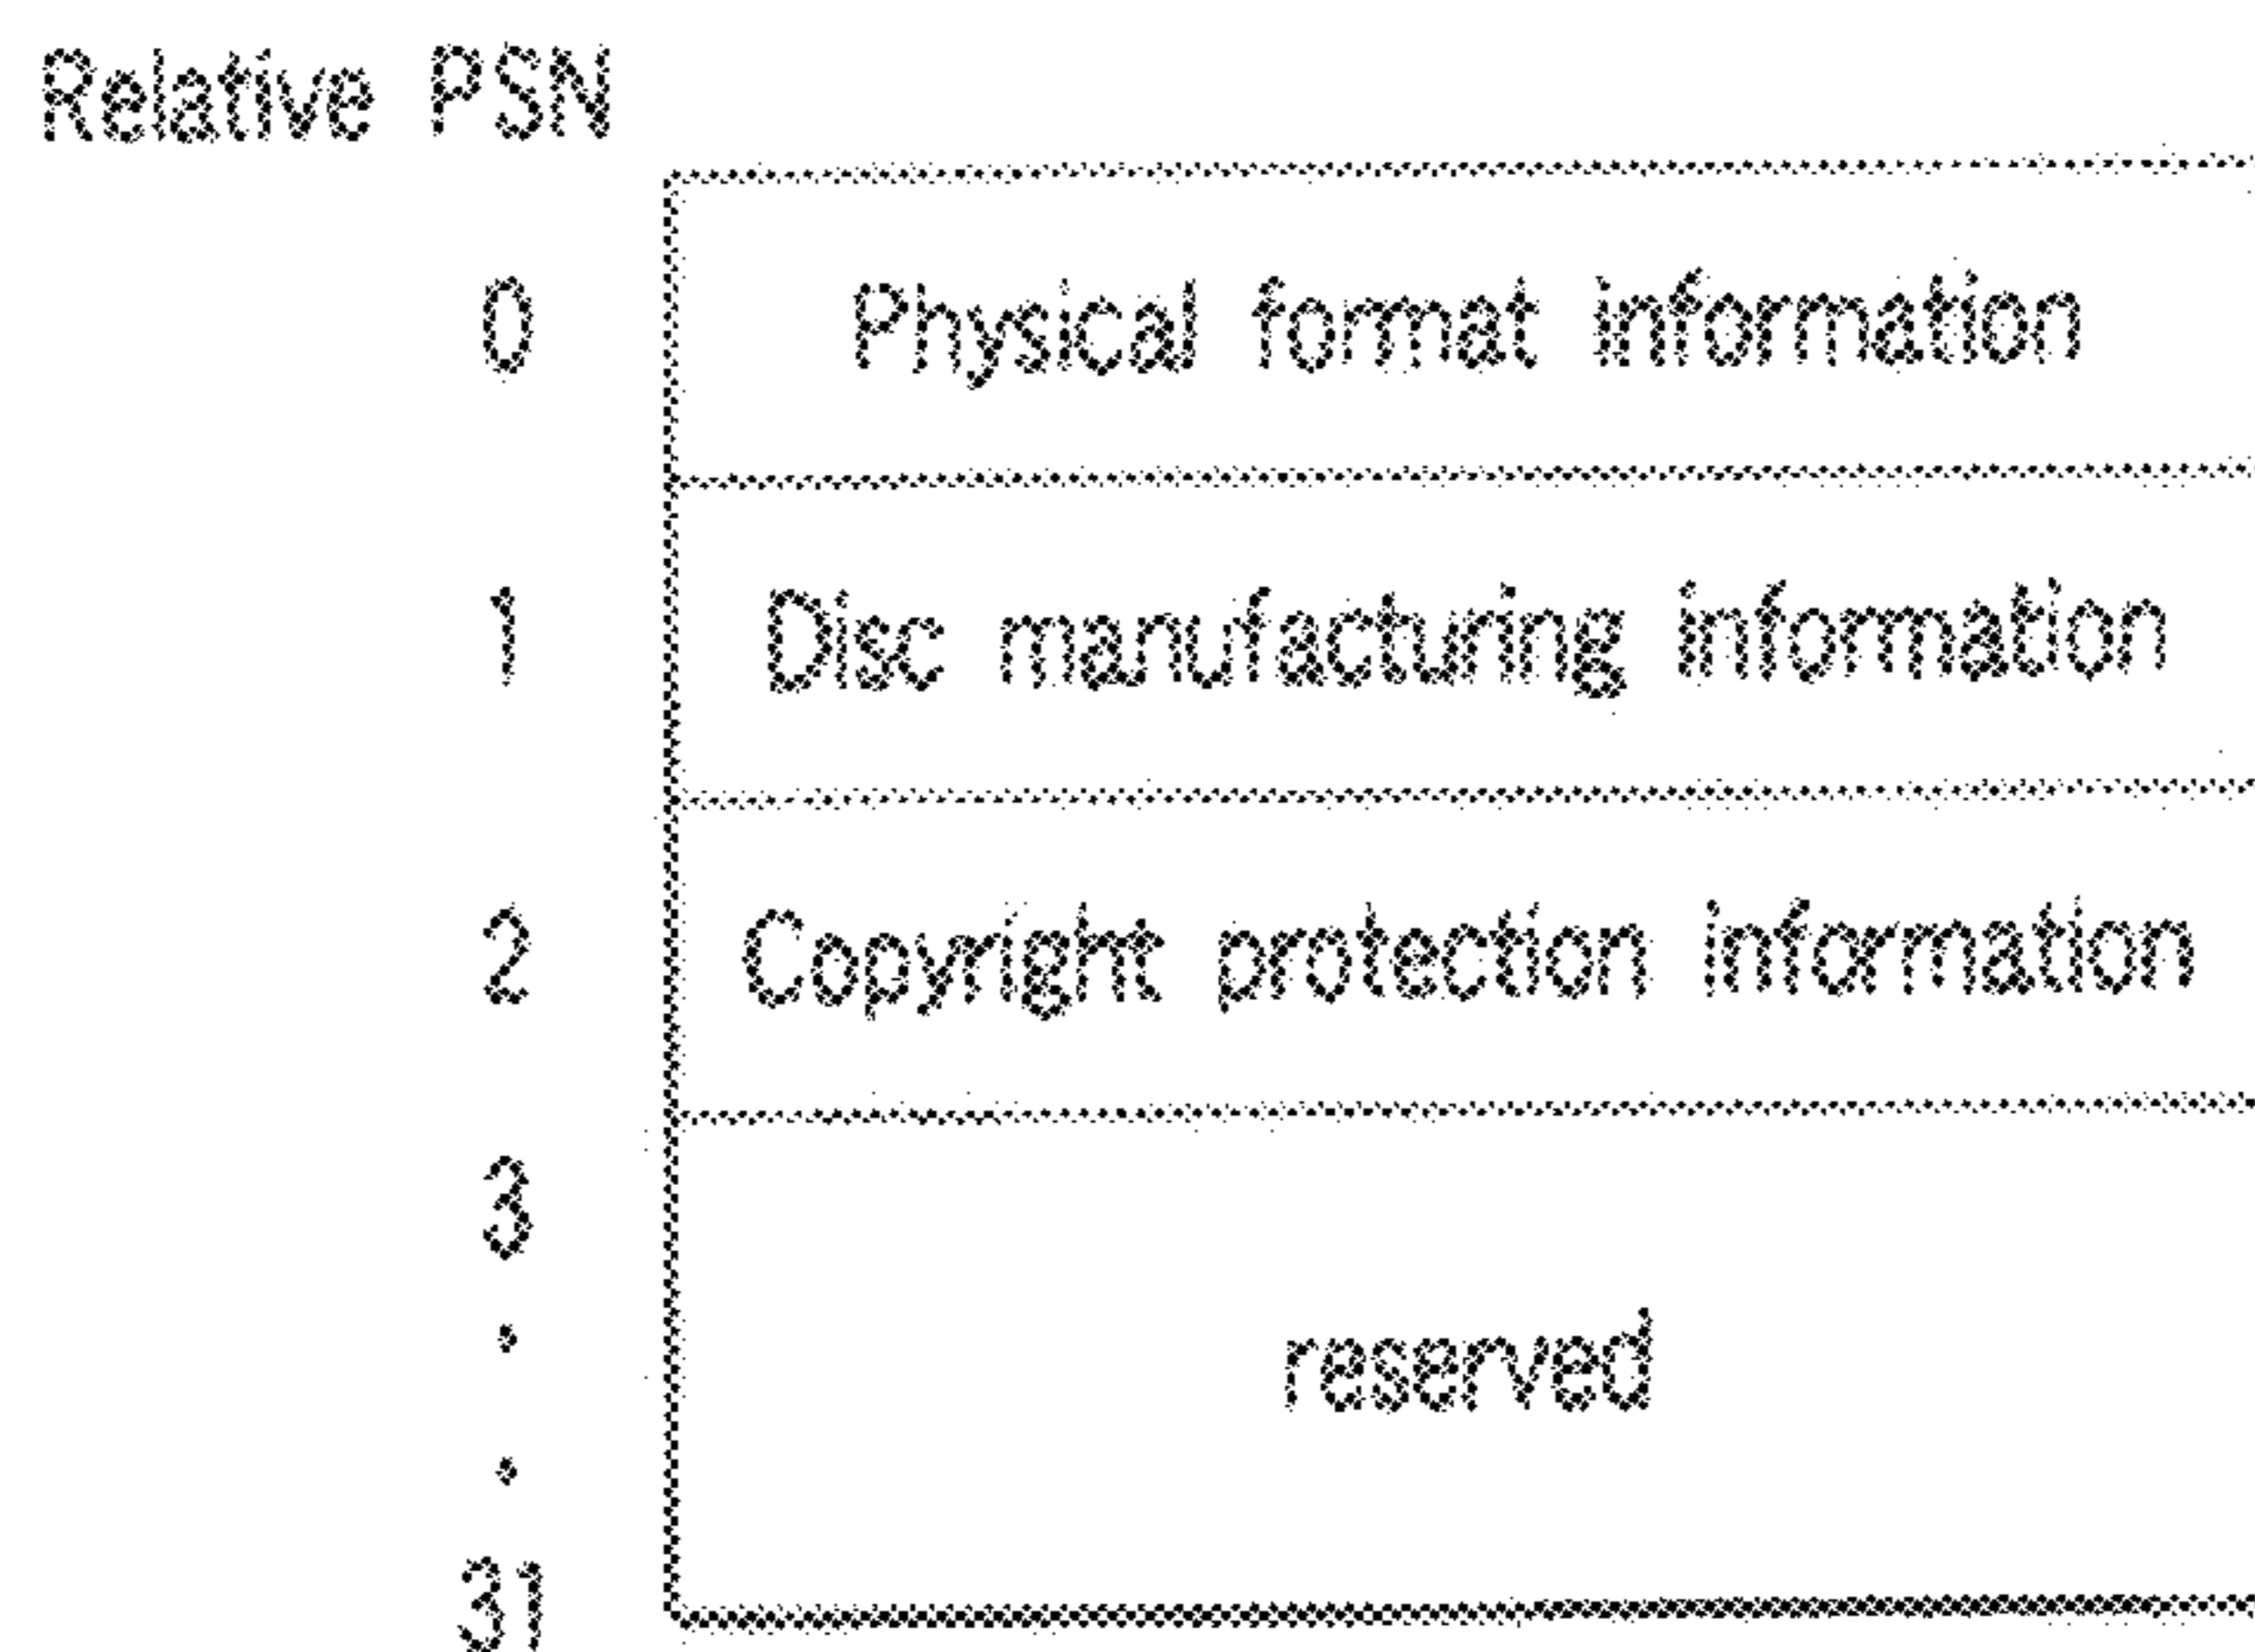 Relative PSN
0 Physical format information
1 Disc manufacturing information
2 Copyright protection information
3
reserved
31